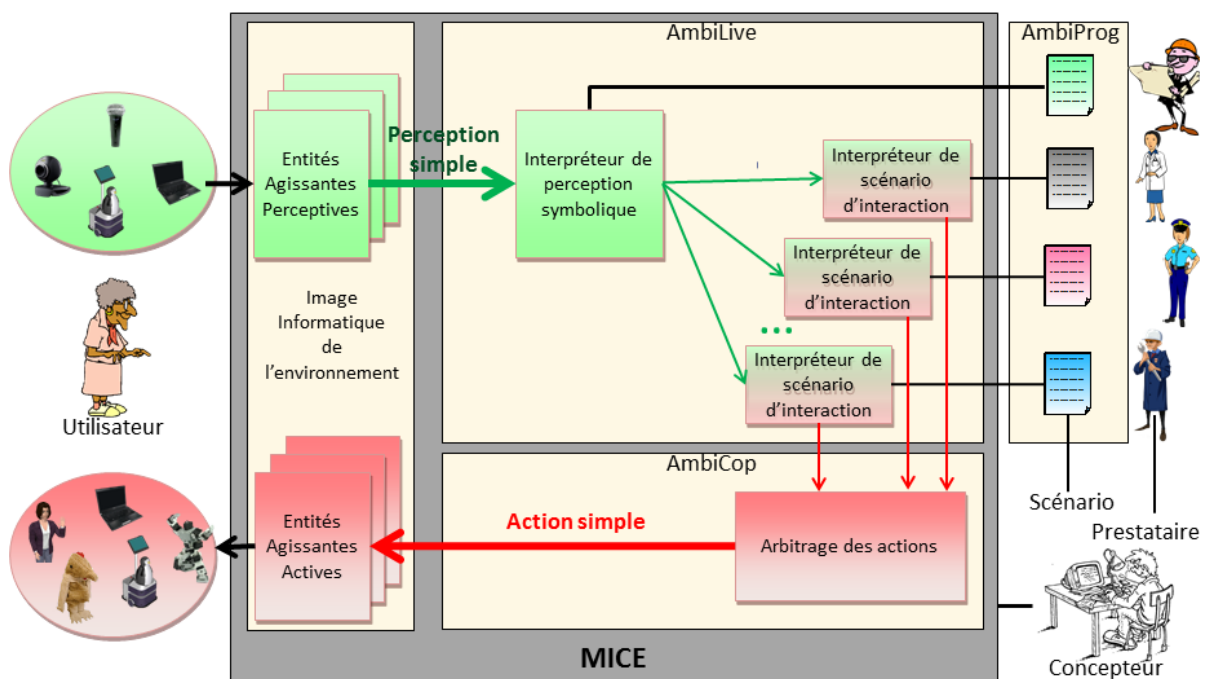 AmbiLive
AmbiProg
Entités
Agissantes
Perceptives
Perception
simple
Interpréteur de
perception
symbolique
Interpréteur de
scénario
d'interaction
Interpréteur de
scénario
d'interaction
...
Interpréteur de
scénario
d'interaction
Image
Informatique
de
l'environnement
Utilisateur
AmbiCop
Entités
Agissantes
Actives
Action simple
Arbitrage des actions
Scénario
Prestataire
Concepteur
MICE